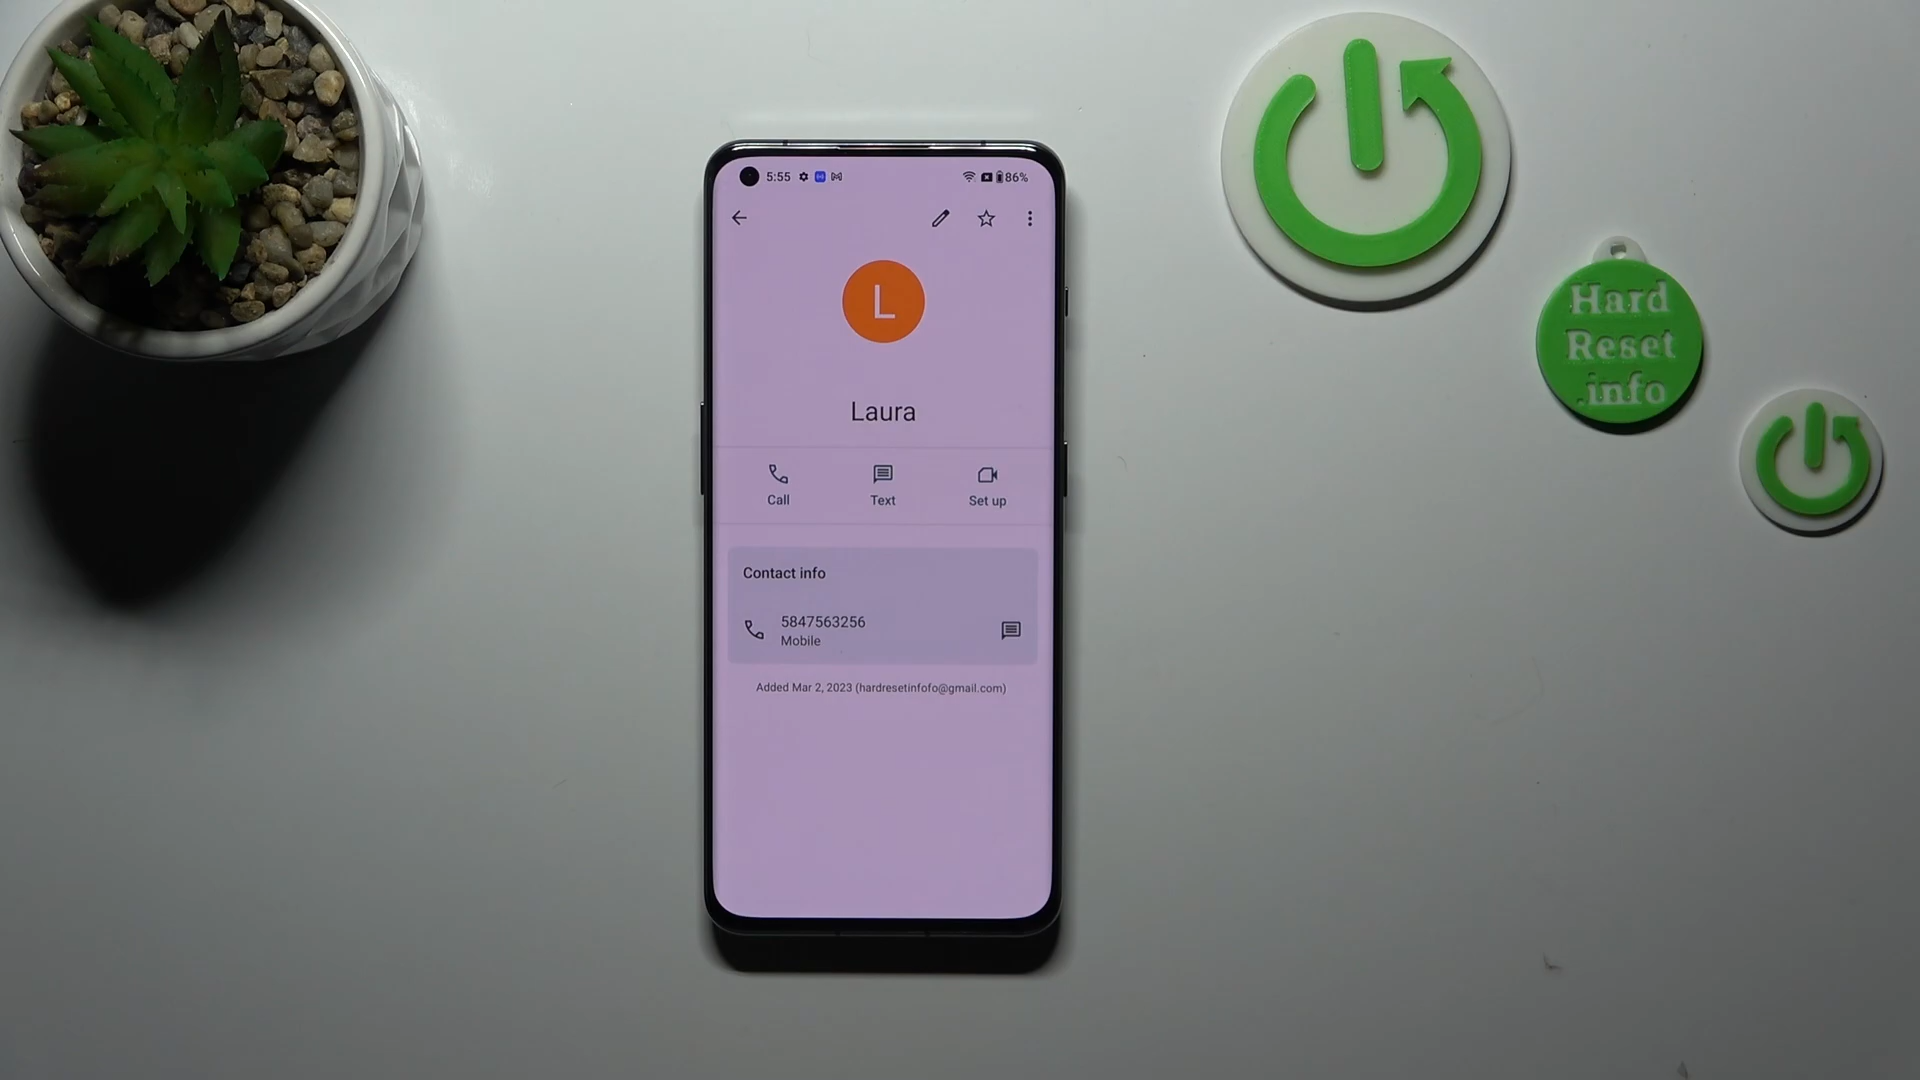 5:55
86%
L
Laura
Call
Text
Set up
Contact info
5847563256
Mobile
Added Mar 2, 2023 (hardresetinfofo@gmail.com)
Hard
Reset
.info